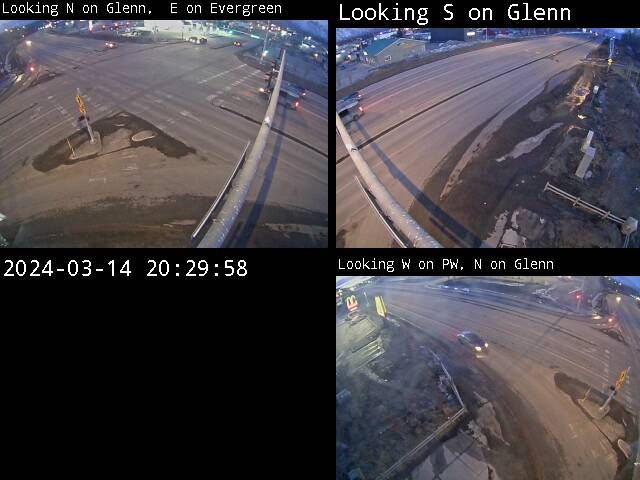 Looking N on Glenn,  E on Evergreen
Looking S on Glenn
2024-03-14 20:29:58
Looking W on PW, N on Glenn